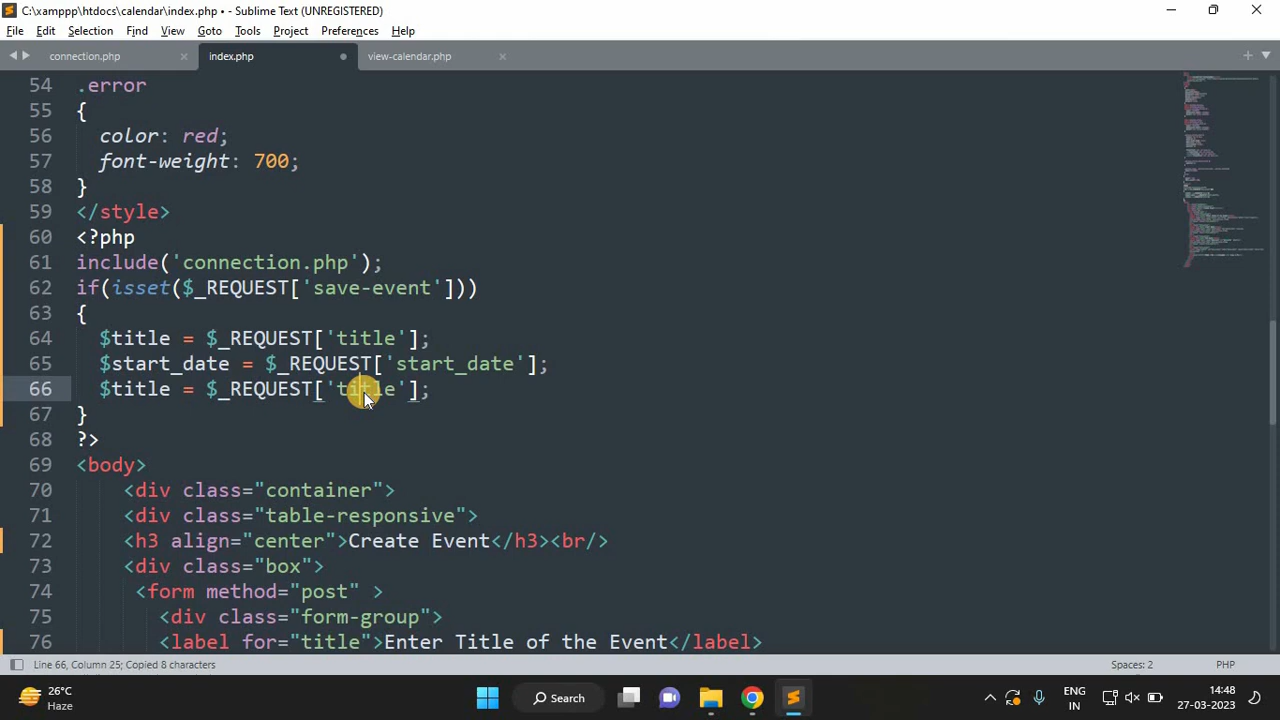 C:\xamppp\htdocs\calendar\index.php • - Sublime Text (UNREGISTERED)
File Edit Selection Find View Goto Tools Project Preferences Help
connection.php index.php view-calendar.php
54 .error
55 {
56 color: red;
57 font-weight: 700;
58 }
59 </style>
60 <?php
61 include('connection.php');
62 if(isset($_REQUEST['save-event']))
63 {
64 $title = $_REQUEST['title'];
65 $start_date = $_REQUEST['start_date'];
66 $title = $_REQUEST['title'];
67 }
68 ?>
69 <body>
70 <div class="container">
71 <div class="table-responsive">
72 <h3 align="center">Create Event</h3><br/>
73 <div class="box">
74 <form method="post" >
75 <div class="form-group">
76 <label for="title">Enter Title of the Event</label>
Line 66, Column 25; Copied 8 characters Spaces: 2 PHP
26°C
Haze
Search
ENG
IN
14:48
27-03-2023